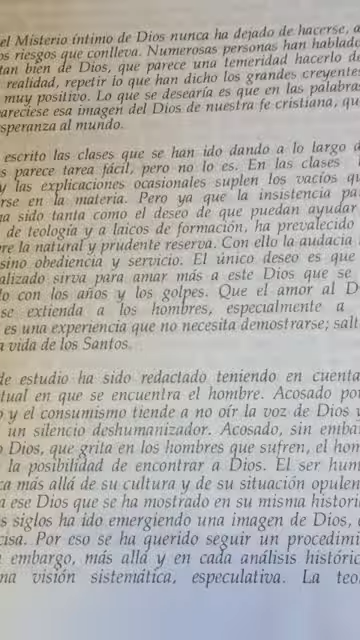 el Misterio íntimo de Dios nunca ha dejado de hacerse, a
os riesgos que conlleva. Numerosas personas han hablado
tan bien de Dios, que parece una temeridad hacerlo de
realidad, repetir lo que han dicho los grandes creyentes
muy positivo. Lo que se desearía es que en las palabras
pareciese esa imagen del Dios de nuestra fe cristiana, qu
speranza al mundo.
escrito las clases que se han ido dando a lo largo d
s parece tarea fácil, pero no lo es. En las clases
y las explicaciones ocasionales suplen los vacíos qu
rse en la materia. Pero ya que la insistencia pa
a sido tanta como el deseo de que puedan ayudar
de teología y a laicos de formación, ha prevalecido
re la natural y prudente reserva. Con ello la audacia
sino obediencia y servicio. El único deseo es que
alizado sirva para amar más a este Dios que se
do con los años y los golpes. Que el amor al D
se extienda a los hombres, especialmente a
es una experiencia que no necesita demostrarse; salt
a vida de los Santos.
de estudio ha sido redactado teniendo en cuenta
tual en que se encuentra el hombre. Acosado por
o y el consumismo tiende a no oír la voz de Dios y
un silencio deshumanizador. Acosado, sin emba
o Dios, que grita en los hombres que sufren, el hom
la posibilidad de encontrar a Dios. El ser hum
ca más allá de su cultura y de su situación opulen
a ese Dios que se ha mostrado en su misma histori
s siglos ha ido emergiendo una imagen de Dios,
cisa. Por eso se ha querido seguir un procedimi
embargo, más allá y en cada análisis históric
na visión sistemática, especulativa. La teo